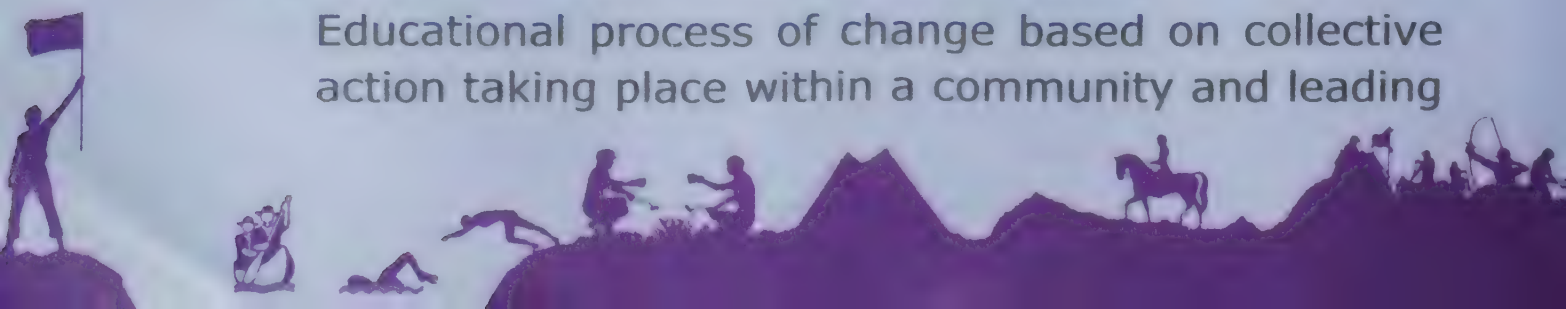 Educational process of change based on collective
action taking place within a community and leading